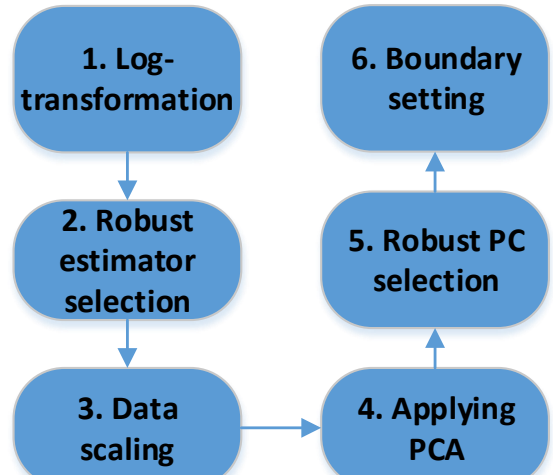 1. Log-
transformation
2. Robust
estimator
selection
3. Data
scaling
4. Applying
PCA
5. Robust PC
selection
6. Boundary
setting